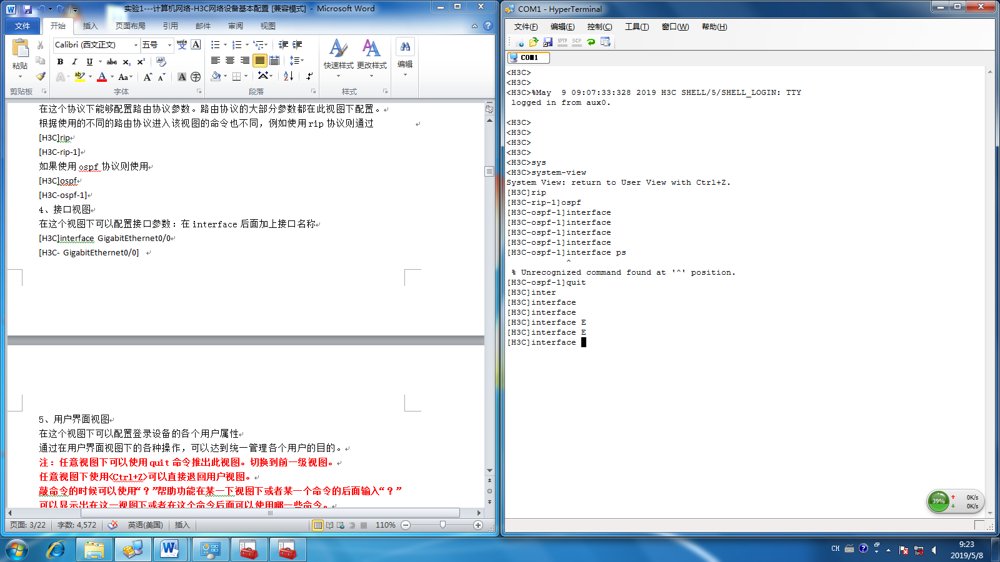 实验1---计算机网络-H3C网络设备基本配置 [兼容模式] - Microsoft Word
文件 开始 插入 页面布局 引用 邮件 审阅 视图
粘贴
剪贴板
Calibri (西文正文) 五号
wén A
B I U abc x₂ x²
A ab A Aa A A A 字
字体
段落
快速样式 更改样式
样式
编辑
在这个协议下能够配置路由协议参数。路由协议的大部分参数都在此视图下配置。
根据使用的不同的路由协议进入该视图的命令也不同，例如使用 rip 协议则通过
[H3C]rip
[H3C-rip-1]
如果使用 ospf 协议则使用
[H3C]ospf
[H3C-ospf-1]
4、接口视图
在这个视图下可以配置接口参数：在 interface 后面加上接口名称
[H3C]interface GigabitEthernet0/0
[H3C- GigabitEthernet0/0]
5、用户界面视图
在这个视图下可以配置登录设备的各个用户属性
通过在用户界面视图下的各种操作，可以达到统一管理各个用户的目的。
注：任意视图下可以使用 quit 命令推出此视图。切换到前一级视图。
任意视图下使用<Ctrl+Z>可以直接退回用户视图。
敲命令的时候可以使用“？”帮助功能在某一下视图下或者某一个命令的后面输入“？”
可以显示出在这一视图下或者在这个命令后面可以使用哪一些命令。
页面: 3/22 字数: 4,572 英语(美国) 插入 110%
COM1 - HyperTerminal
文件(F) 编辑(E) 控制(C) 工具(T) 窗口(W) 帮助(H)
SFTP SCP
COM1
<H3C>
<H3C>
<H3C>%May  9 09:07:33:328 2019 H3C SHELL/5/SHELL_LOGIN: TTY
 logged in from aux0.
<H3C>
<H3C>
<H3C>
<H3C>
<H3C>sys
<H3C>system-view
System View: return to User View with Ctrl+Z.
[H3C]rip
[H3C-rip-1]ospf
[H3C-ospf-1]interface
[H3C-ospf-1]interface
[H3C-ospf-1]interface
[H3C-ospf-1]interface
[H3C-ospf-1]interface ps
            ^
 % Unrecognized command found at '^' position.
[H3C-ospf-1]quit
[H3C]inter
[H3C]interface
[H3C]interface
[H3C]interface E
[H3C]interface E
[H3C]interface
39% 0K/s
0K/s
CH
9:23
2019/5/8